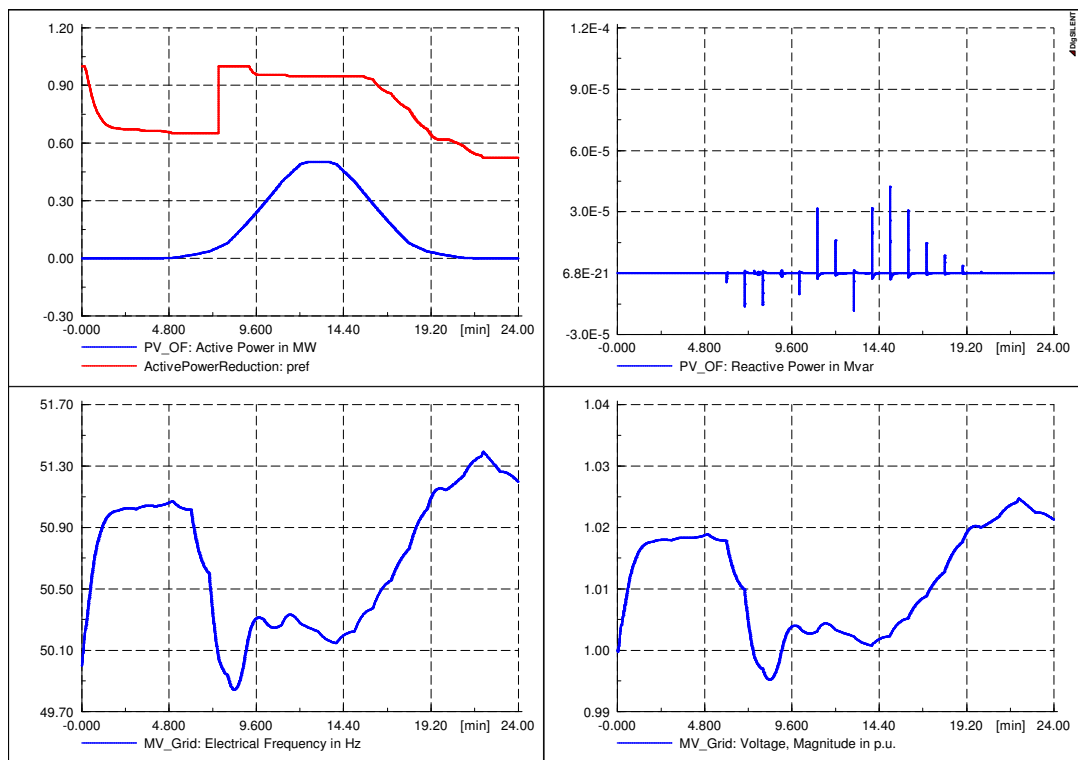 1.20
0.90
0.60
0.30
0.00
-0.30
-0.000 4.800 9.600 14.40 19.20 [min] 24.00
PV_OF: Active Power in MW
ActivePowerReduction: pref
1.2E-4
9.0E-5
6.0E-5
3.0E-5
6.8E-21
-3.0E-5
-0.000 4.800 9.600 14.40 19.20 [min] 24.00
PV_OF: Reactive Power in Mvar
DIgSILENT
51.70
51.30
50.90
50.50
50.10
49.70
-0.000 4.800 9.600 14.40 19.20 [min] 24.00
MV_Grid: Electrical Frequency in Hz
1.04
1.03
1.02
1.01
1.00
0.99
-0.000 4.800 9.600 14.40 19.20 [min] 24.00
MV_Grid: Voltage, Magnitude in p.u.